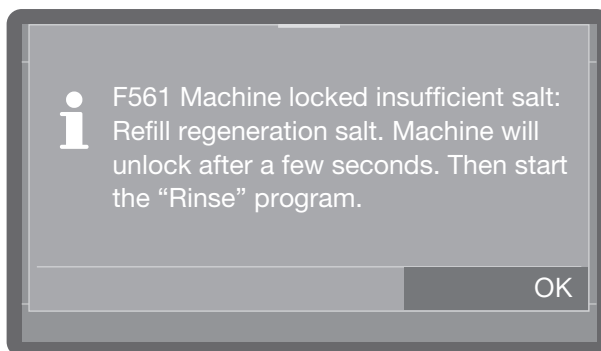 F561 Machine locked insufficient salt:
Refill regeneration salt. Machine will
unlock after a few seconds. Then start
the “Rinse” program.
OK